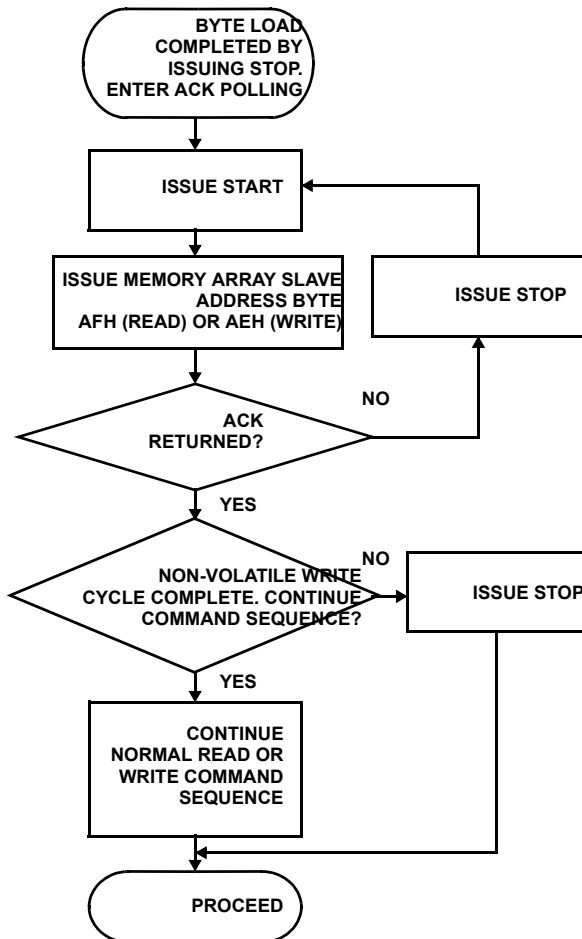 BYTE LOAD
COMPLETED BY
ISSUING STOP.
ENTER ACK POLLING
ISSUE START
ISSUE MEMORY ARRAY SLAVE
ADDRESS BYTE
AFH (READ) OR AEH (WRITE)
ISSUE STOP
ACK
RETURNED?
NO
YES
NON-VOLATILE WRITE
CYCLE COMPLETE. CONTINUE
COMMAND SEQUENCE?
NO
ISSUE STOP
YES
CONTINUE
NORMAL READ OR
WRITE COMMAND
SEQUENCE
PROCEED